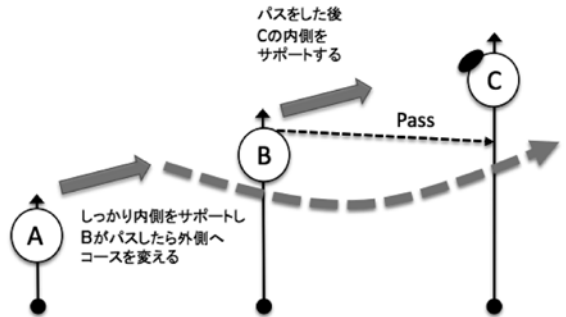 パスをした後
Cの内側を
サポートする
C
Pass
B
A
しっかり内側をサポートし
Bがパスしたら外側へ
コースを変える